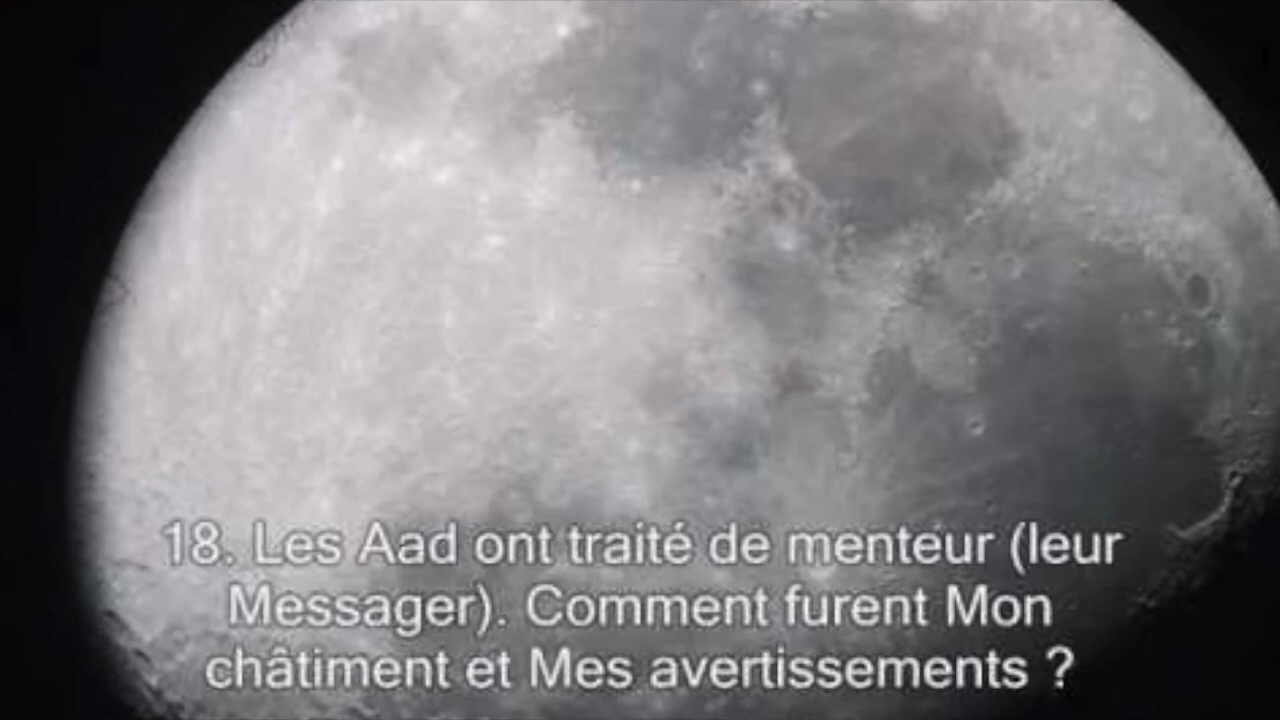 18. Les Aad ont traité de menteur (leur
Messager). Comment furent Mon
châtiment et Mes avertissements ?